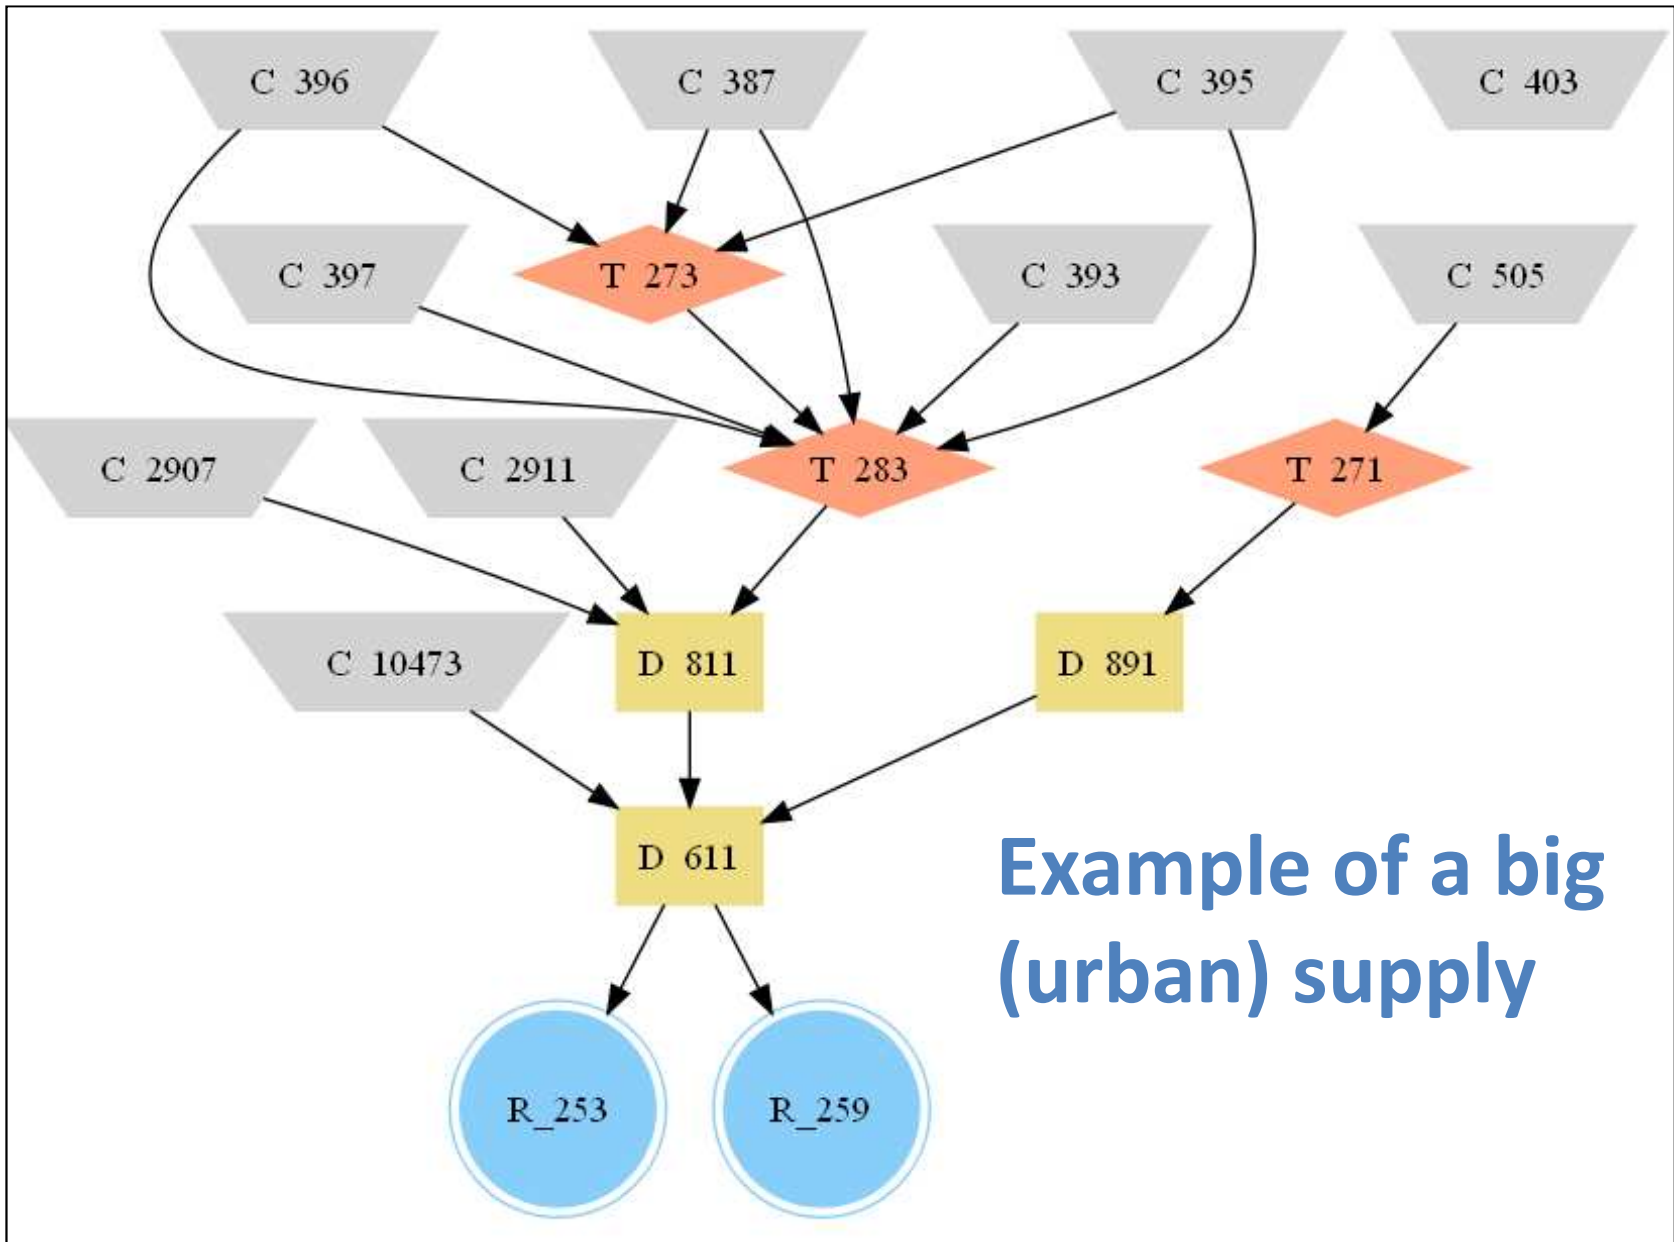 C 396
C 387
C 395
C 403
C 397
T 273
C 393
C 505
C 2907
C 2911
T 283
T 271
C 10473
D 811
D 891
D 611
Example of a big
(urban) supply
R_253
R_259